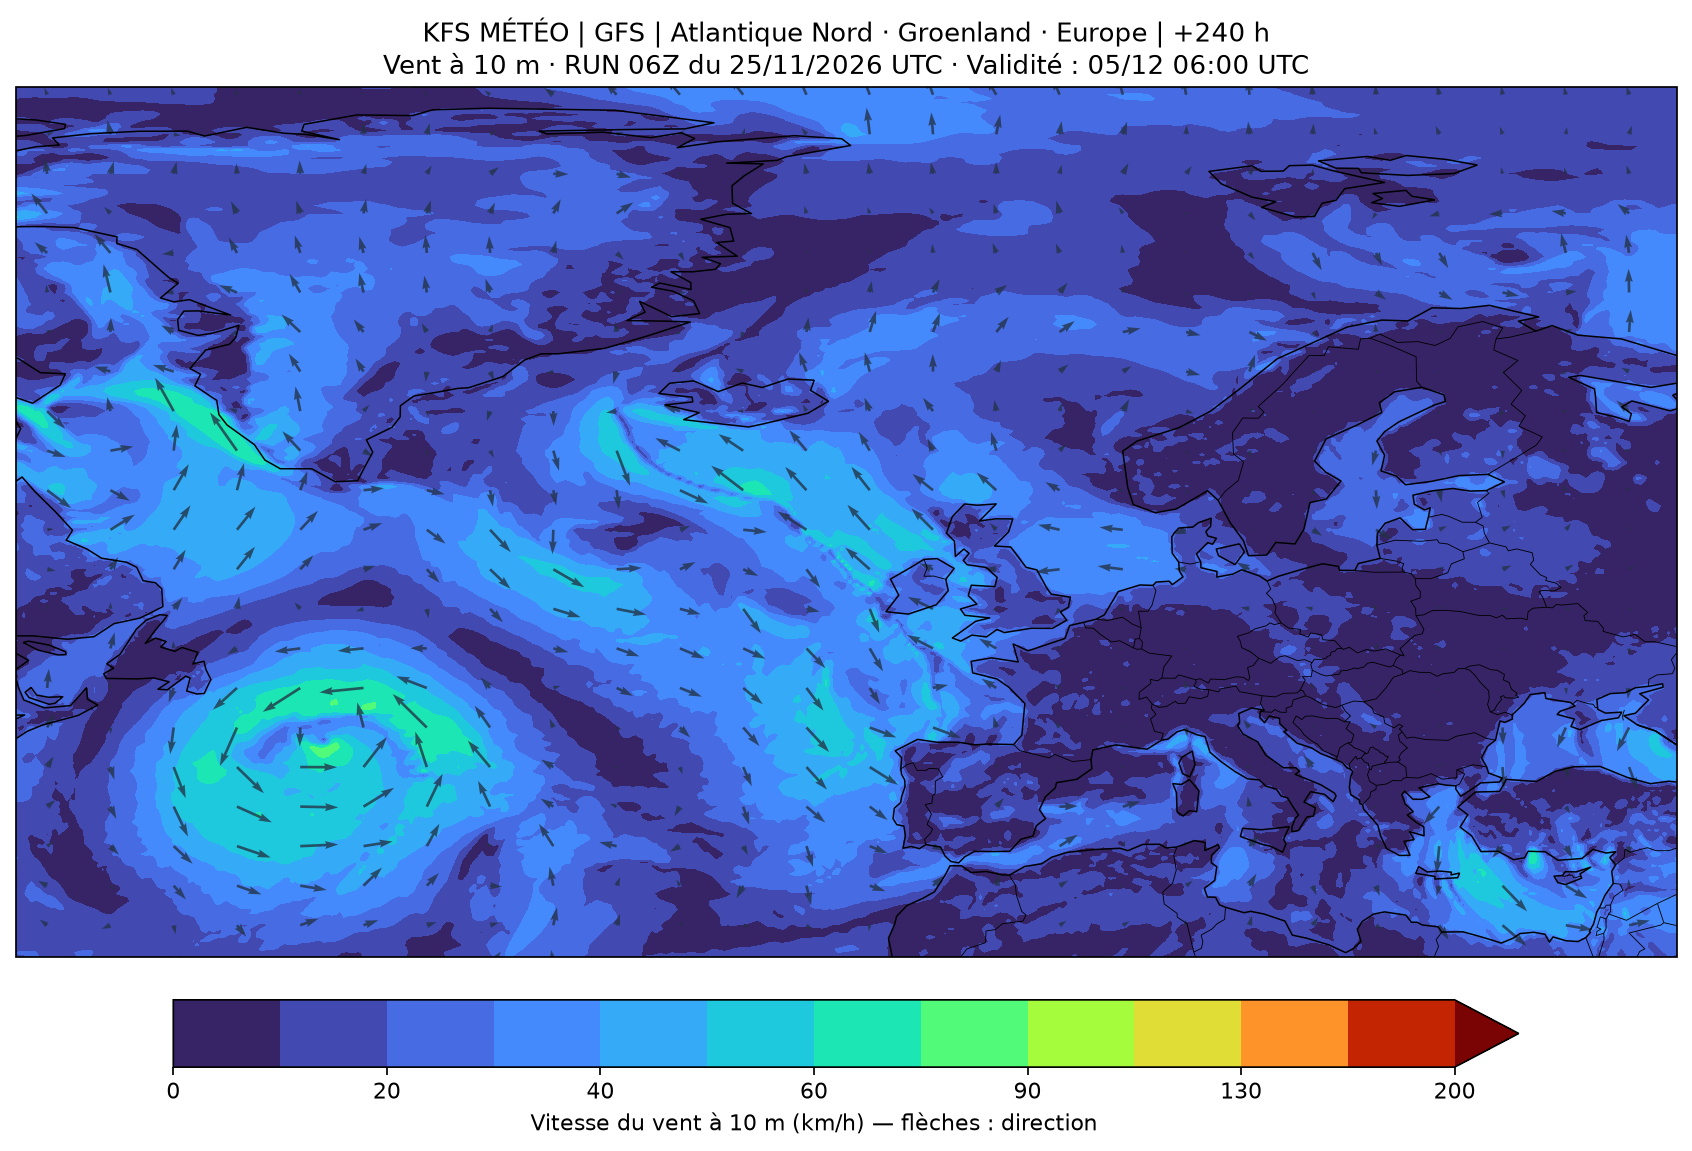 KFS MÉTÉO | GFS | Atlantique Nord · Groenland · Europe | +240 h
Vent à 10 m · RUN 06Z du 25/11/2026 UTC · Validité : 05/12 06:00 UTC
0 20 40 60 90 130 200
Vitesse du vent à 10 m (km/h) — flèches : direction